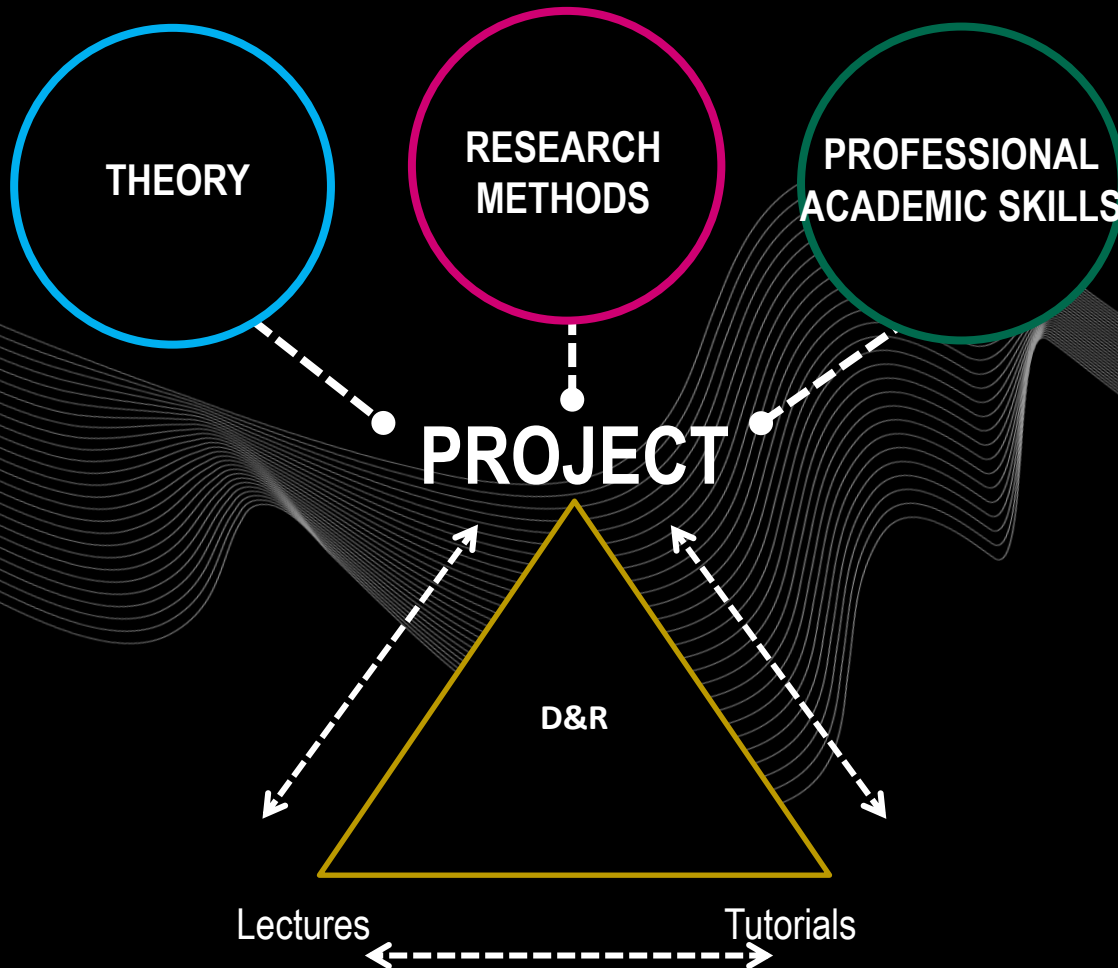 THEORY
RESEARCH
METHODS
PROFESSIONAL
ACADEMIC SKILLS
PROJECT
D&R
Lectures
Tutorials